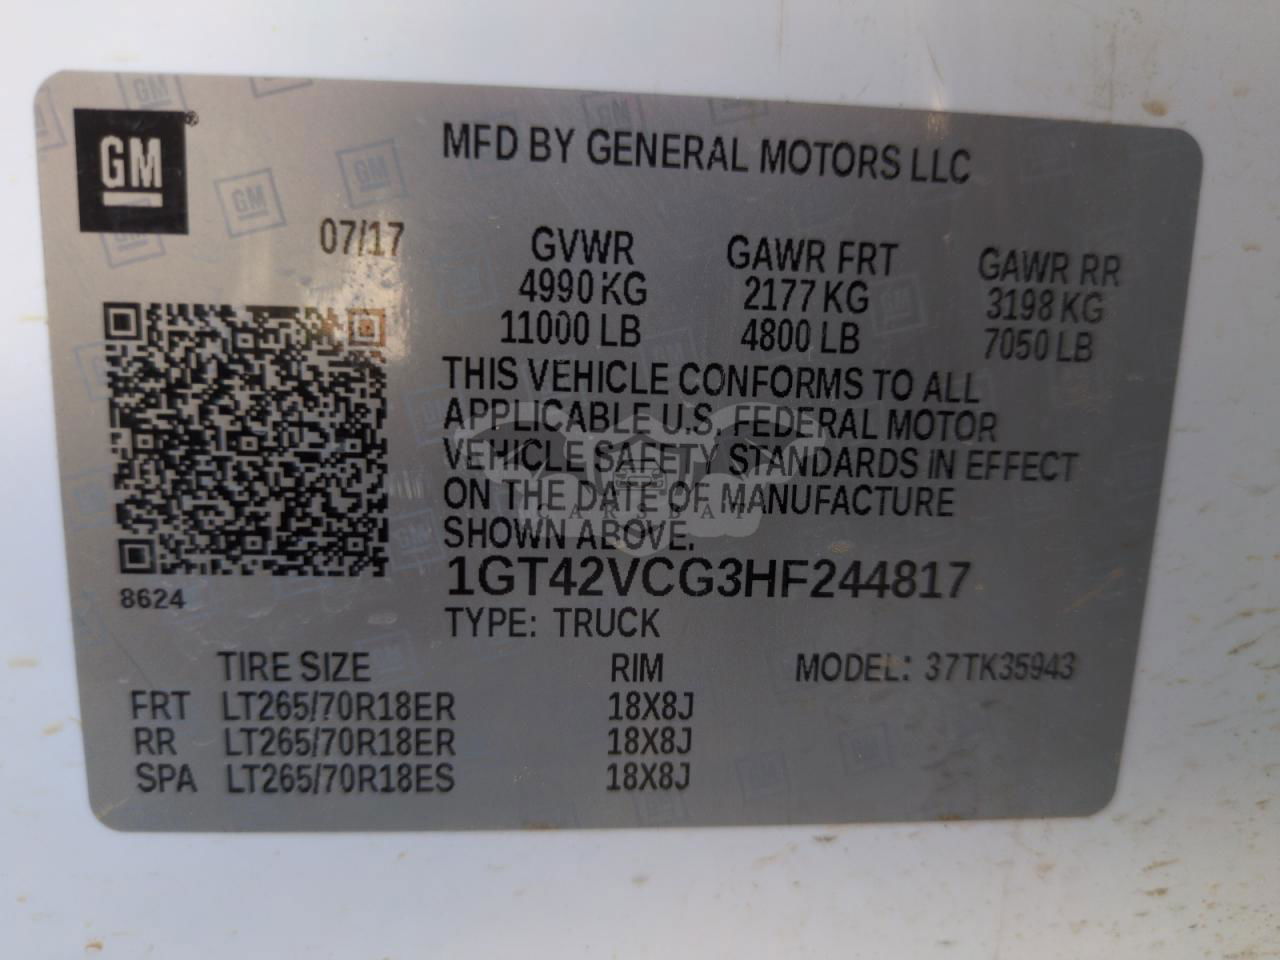 GM®
MFD BY GENERAL MOTORS LLC
07/17
GVWR GAWR FRT GAWR RR
4990 KG 2177 KG 3198 KG
11000 LB 4800 LB 7050 LB
THIS VEHICLE CONFORMS TO ALL
APPLICABLE U.S. FEDERAL MOTOR
VEHICLE SAFETY STANDARDS IN EFFECT
ON THE DATE OF MANUFACTURE
SHOWN ABOVE.
CARSBAT
1GT42VCG3HF244817
8624
TYPE: TRUCK
TIRE SIZE RIM MODEL: 37TK35943
FRT LT265/70R18ER 18X8J
RR LT265/70R18ER 18X8J
SPA LT265/70R18ES 18X8J